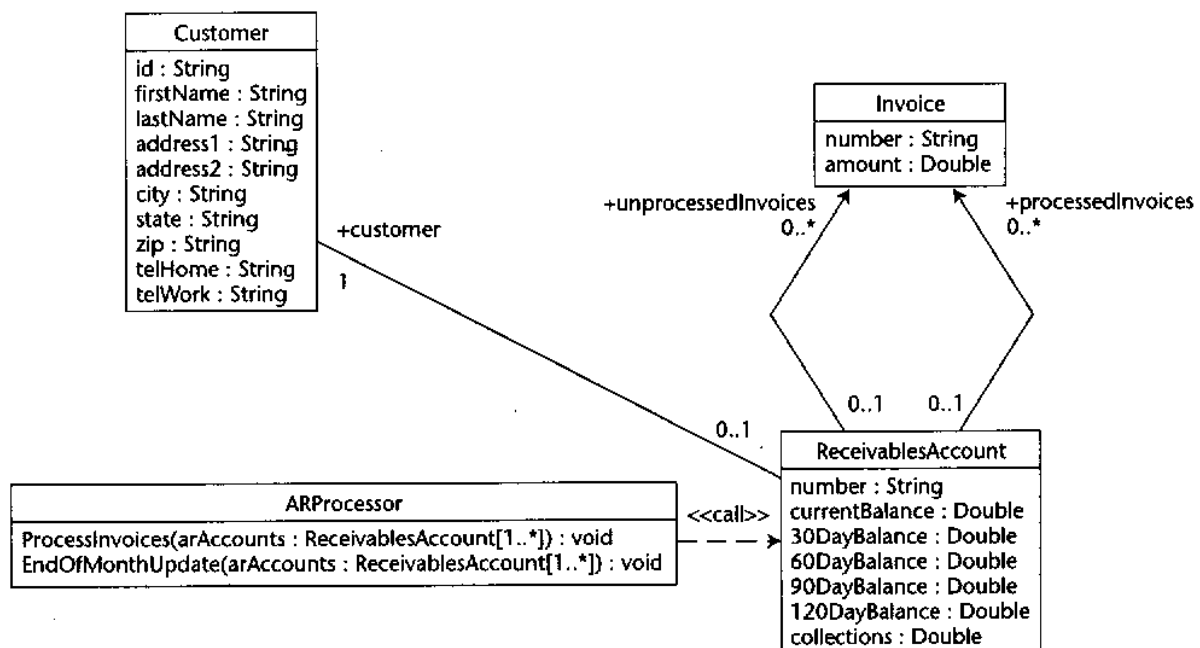 Customer
id : String
firstName : String
lastName : String
address1 : String
address2 : String
city : String
state : String
zip : String
telHome : String
telWork : String
+customer
1
0..1
Invoice
number : String
amount : Double
+unprocessedInvoices
0..*
+processedInvoices
0..*
0..1
0..1
ReceivablesAccount
number : String
currentBalance : Double
30DayBalance : Double
60DayBalance : Double
90DayBalance : Double
120DayBalance : Double
collections : Double
ARProcessor
ProcessInvoices(arAccounts : ReceivablesAccount[1..*]) : void
EndOfMonthUpdate(arAccounts : ReceivablesAccount[1..*]) : void
<<call>>